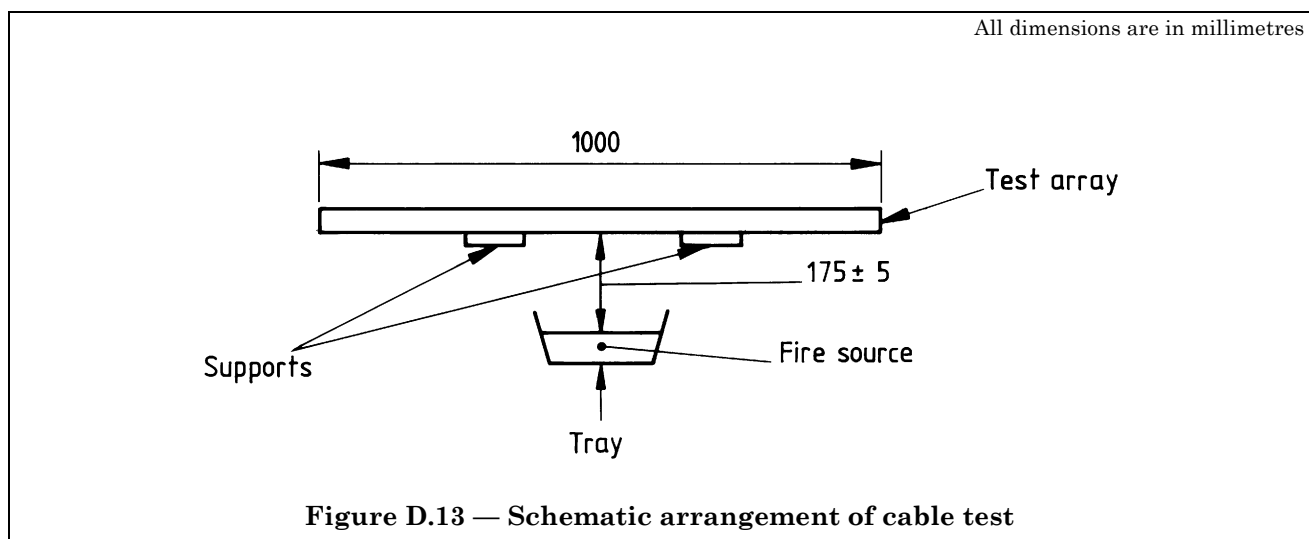 All dimensions are in millimetres
1000
Test array
175± 5
Supports
Fire source
Tray
Figure D.13 — Schematic arrangement of cable test